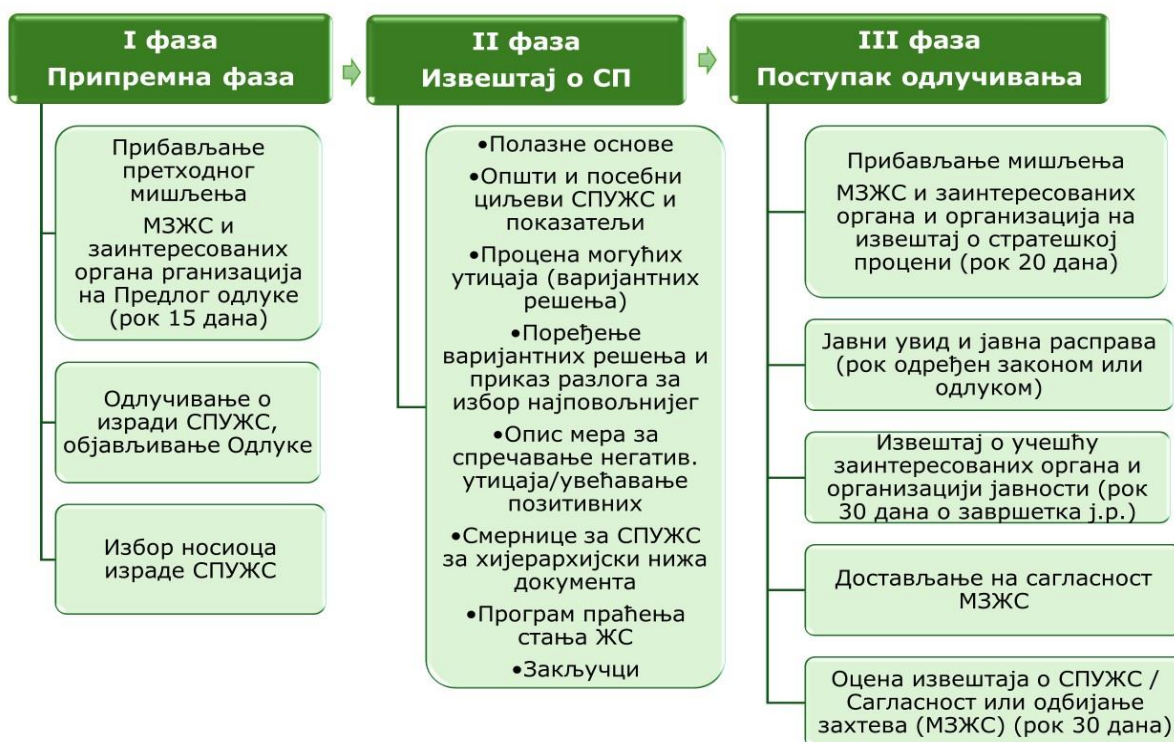 I фаза
Припремна фаза
Прибављање
претходног
мишљења
МЗЖС и
заинтересованих
органа рганизација
на Предлог одлуке
(рок 15 дана)
Одлучивање о
изради СПУЖС,
објављивање Одлуке
Избор носиоца
израде СПУЖС
II фаза
Извештај о СП
•Полазне основе
•Општи и посебни
циљеви СПУЖС и
показатељи
•Процена могућих
утицаја (варијантних
решења)
•Поређење
варијантних решења и
приказ разлога за
избор најповољнијег
•Опис мера за
спречавање негатив.
утицаја/увећавање
позитивних
•Смернице за СПУЖС
за хијерархијски нижа
документа
•Програм праћења
стања ЖС
•Закључци
III фаза
Поступак одлучивања
Прибављање мишљења
МЗЖС и заинтересованих
органа и организација на
извештај о стратешкој
процени (рок 20 дана)
Јавни увид и јавна расправа
(рок одређен законом или
одлуком)
Извештај о учешћу
заинтересованих органа и
организацији јавности (рок
30 дана о завршетка ј.р.)
Достављање на сагласност
МЗЖС
Оцена извештаја о СПУЖС /
Сагласност или одбијање
захтева (МЗЖС) (рок 30 дана)